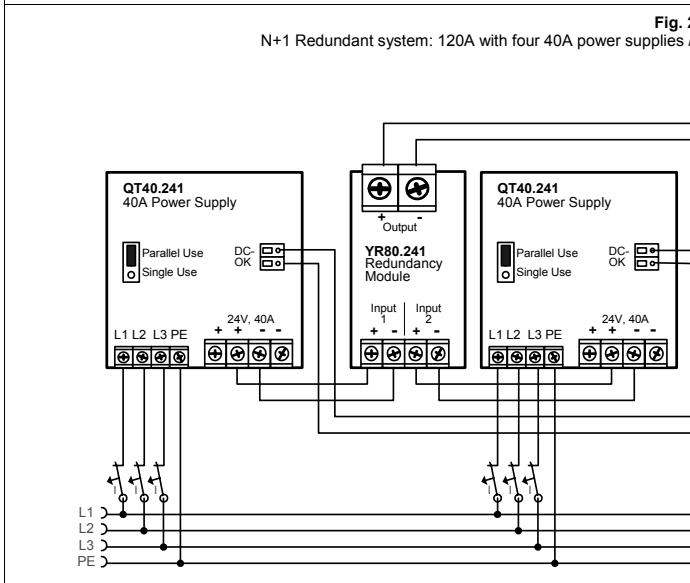 Fig. 2
N+1 Redundant system: 120A with four 40A power supplies
QT40.241
40A Power Supply
Parallel Use
Single Use
DC-
OK
24V, 40A
+ + - -
L1 L2 L3 PE
+ -
Output
YR80.241
Redundancy
Module
Input
1
Input
2
+ - + -
QT40.241
40A Power Supply
Parallel Use
Single Use
DC-
OK
24V, 40A
+ + - -
L1 L2 L3 PE
I I I
I I I
L1
L2
L3
PE